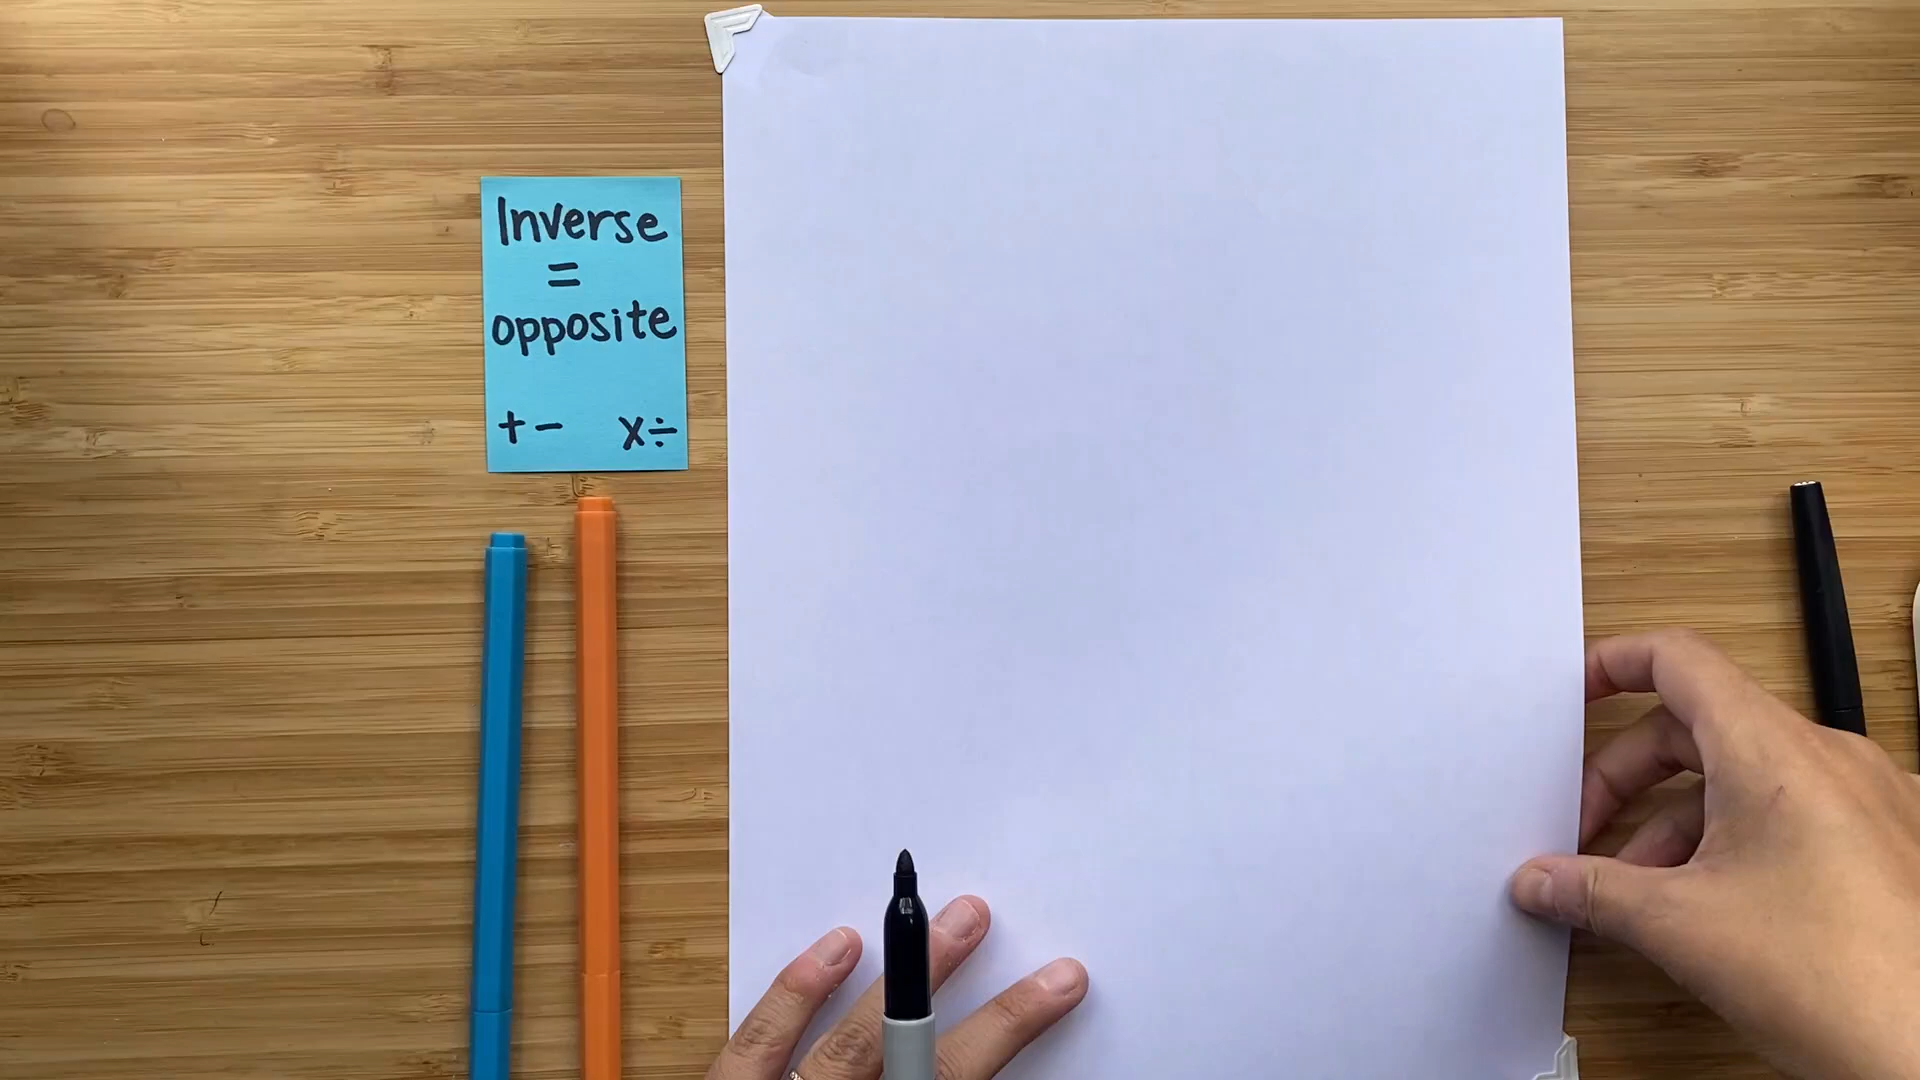 Inverse
=
opposite
+- x÷